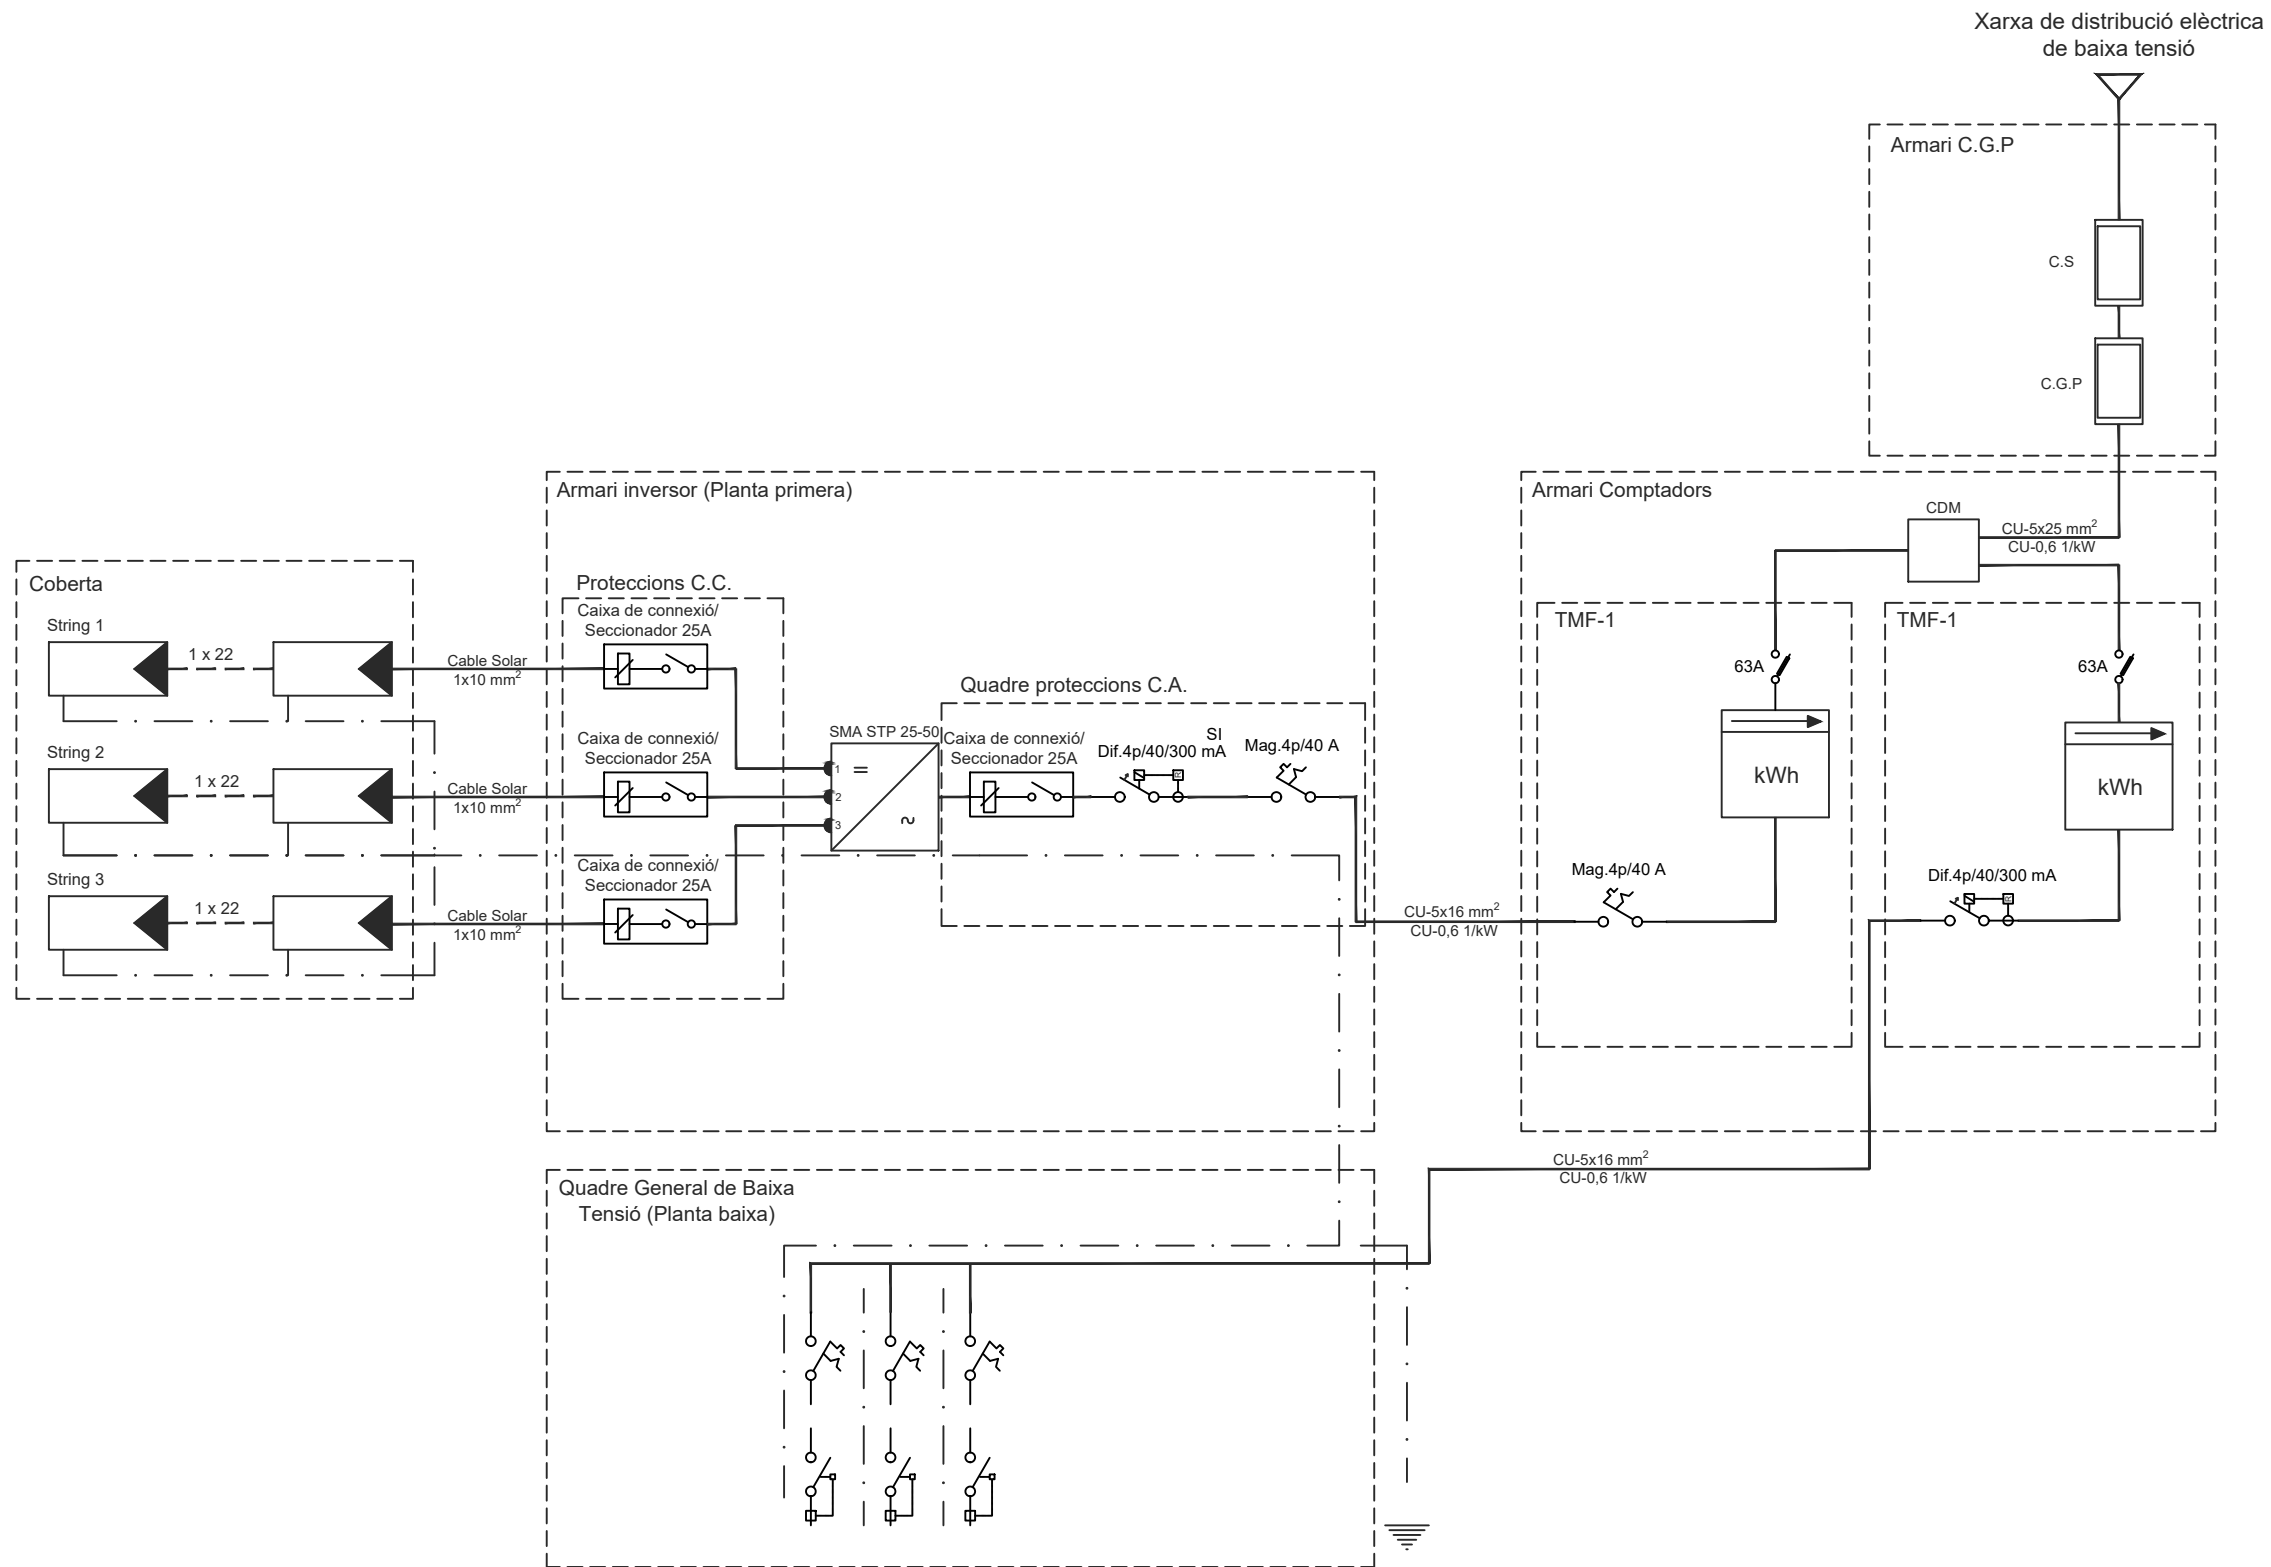 Xarxa de distribució elèctrica
de baixa tensió
Armari C.G.P
C.S
C.G.P
Armari inversor (Planta primera)
Armari Comptadors
CDM
CU-5x25 mm²
CU-0,6 1/kW
Coberta
Proteccions C.C.
Caixa de connexió/
Seccionador 25A
String 1
1 x 22
Cable Solar
1x10 mm²
TMF-1
63A
kWh
TMF-1
63A
kWh
Quadre proteccions C.A.
String 2
1 x 22
Cable Solar
1x10 mm²
Caixa de connexió/
Seccionador 25A
SMA STP 25-50
1
=
2
3
~
Caixa de connexió/
Seccionador 25A
SI
Dif.4p/40/300 mA
R
Mag.4p/40 A
String 3
1 x 22
Cable Solar
1x10 mm²
Caixa de connexió/
Seccionador 25A
CU-5x16 mm²
CU-0,6 1/kW
Mag.4p/40 A
Dif.4p/40/300 mA
R
CU-5x16 mm²
CU-0,6 1/kW
Quadre General de Baixa
Tensió (Planta baixa)